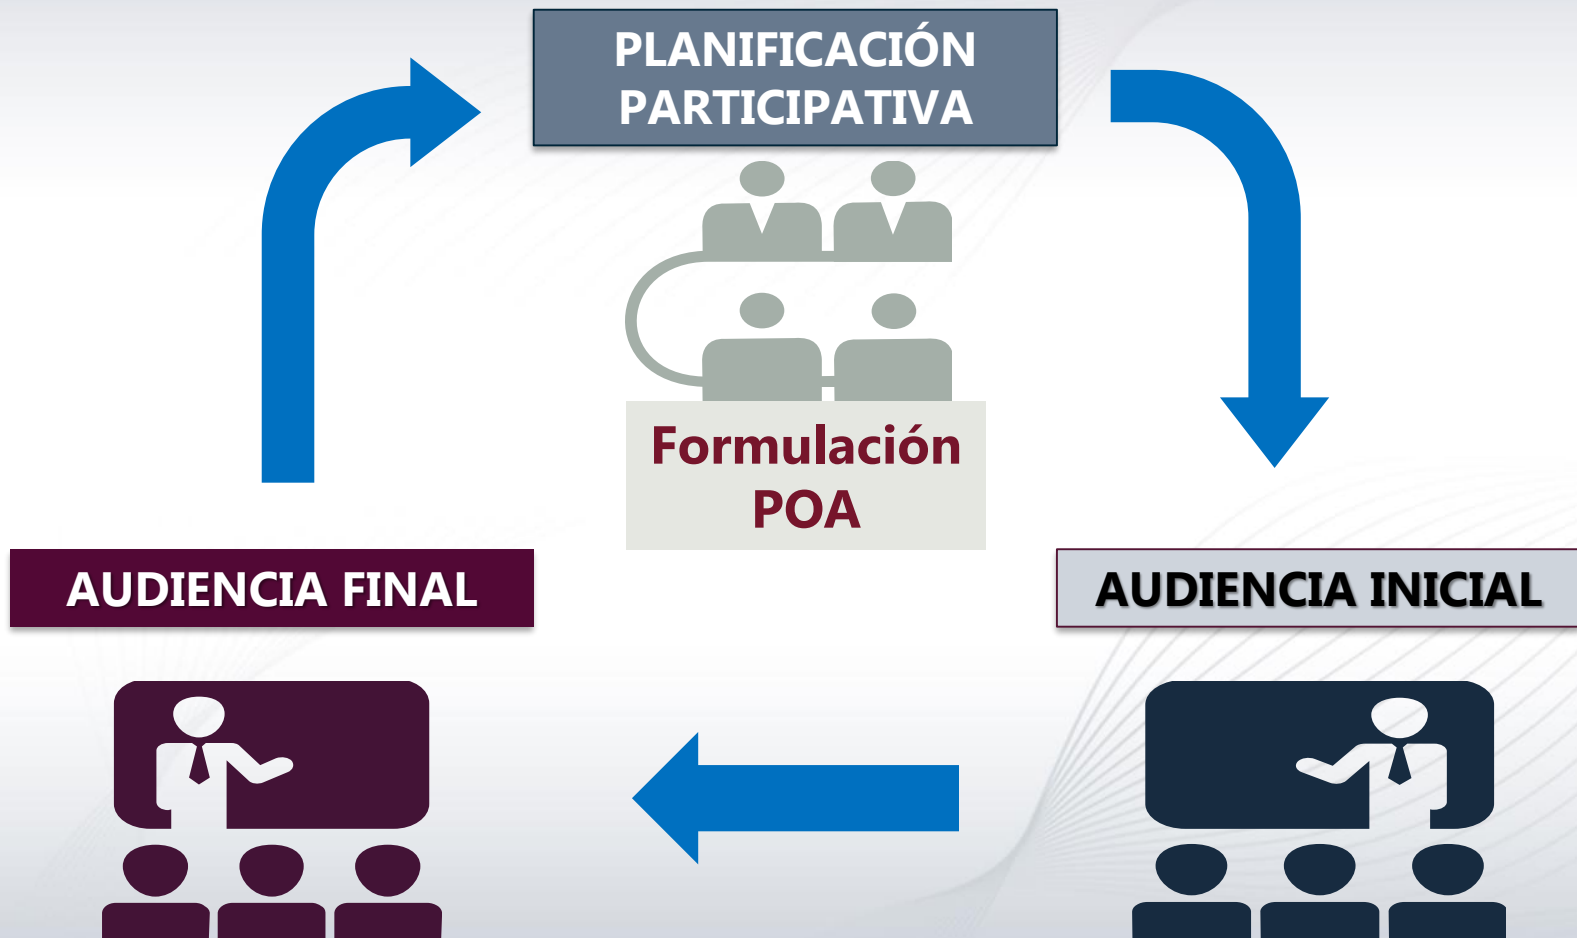 PLANIFICACIÓN
PARTICIPATIVA
Formulación
POA
AUDIENCIA FINAL
AUDIENCIA INICIAL